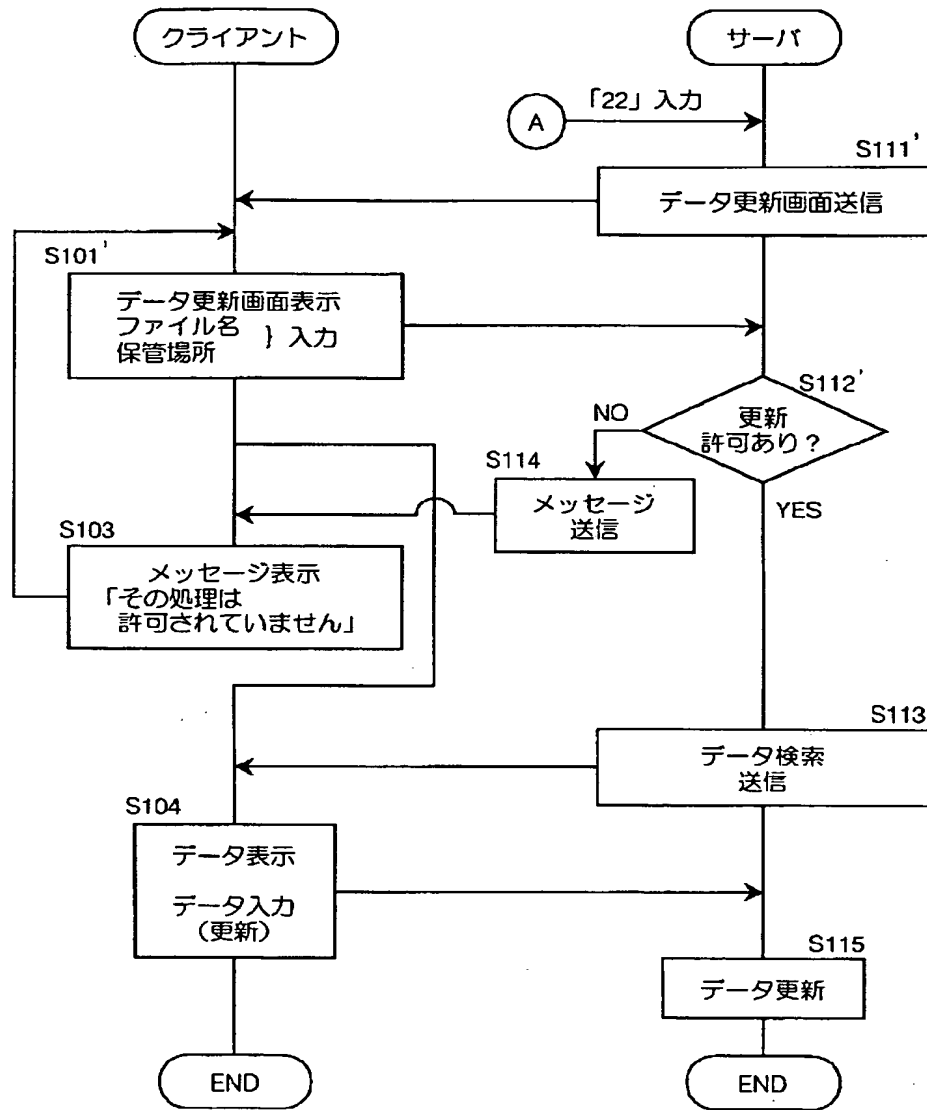 クライアント
サーバ
「22」入力
A
S111'
データ更新画面送信
S101'
データ更新画面表示
ファイル名
保管場所
} 入力
S112'
更新
許可あり？
NO
YES
S114
メッセージ
送信
S103
メッセージ表示
「その処理は
許可されていません」
S113
データ検索
送信
S104
データ表示
データ入力
(更新)
S115
データ更新
END
END